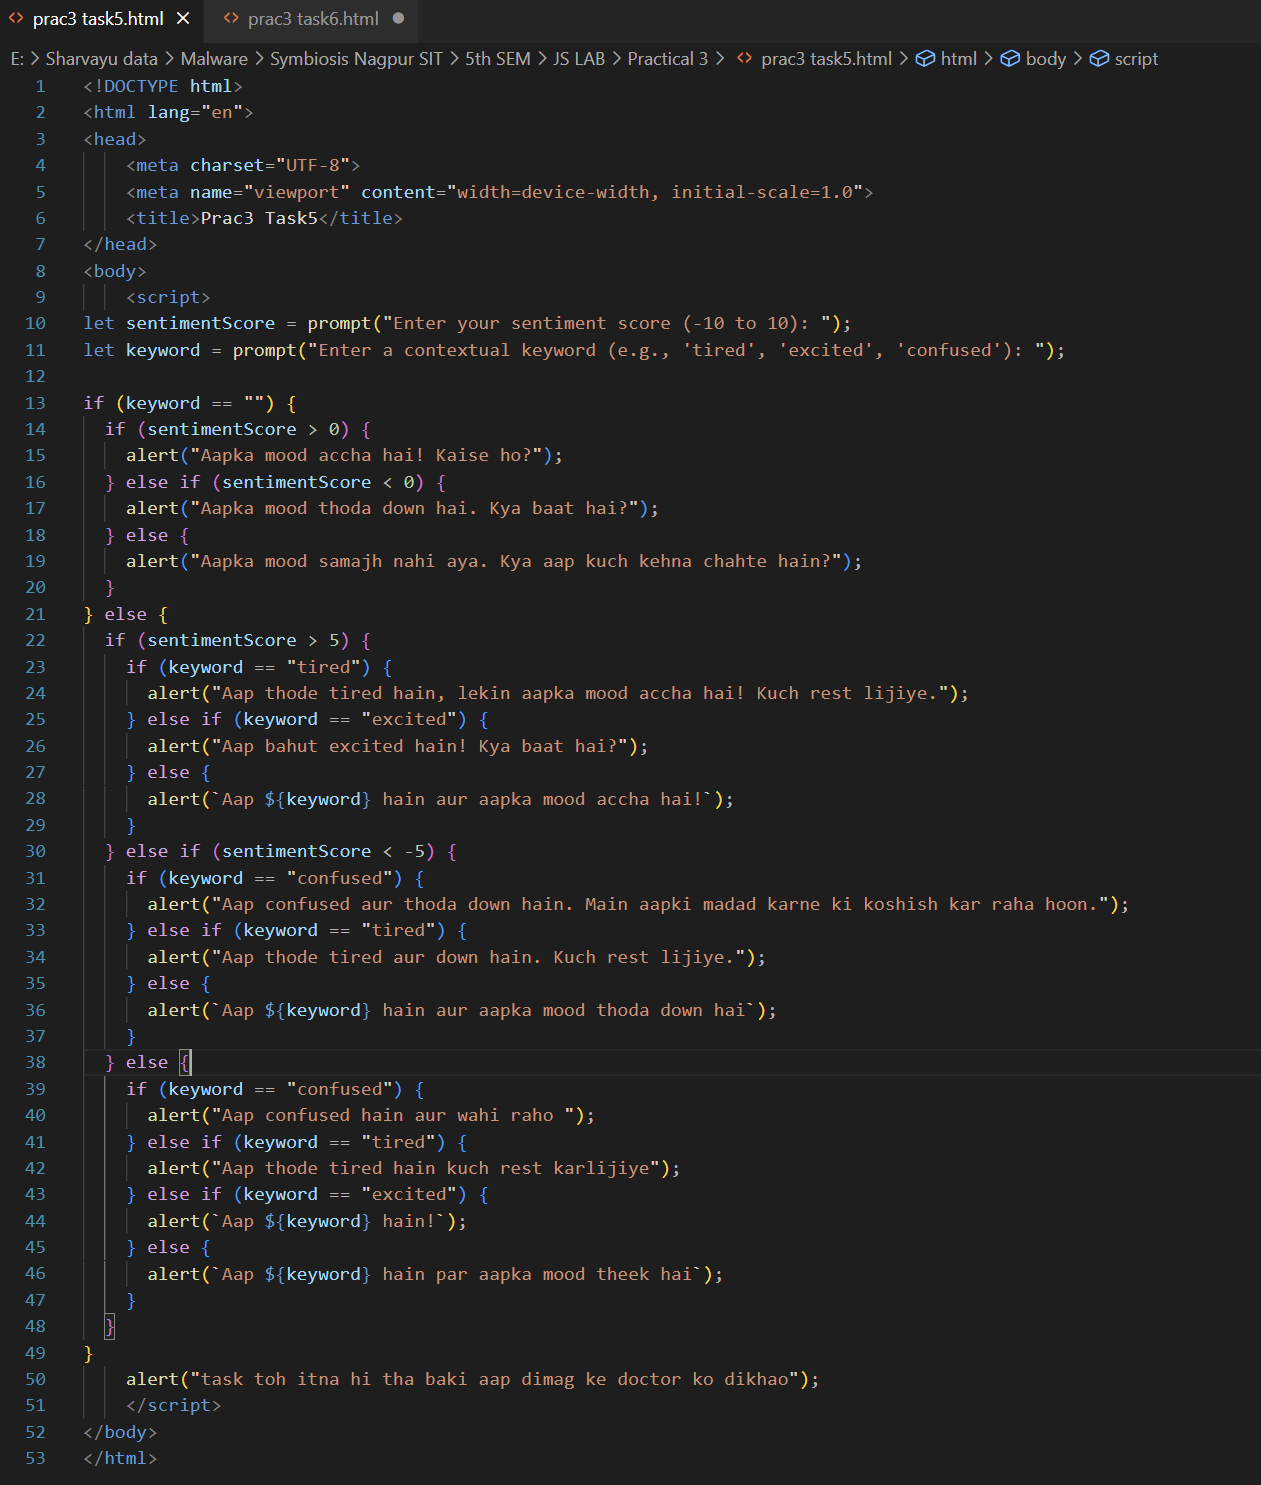 prac3 task5.html
prac3 task6.html
E: > Sharvayu data > Malware > Symbiosis Nagpur SIT > 5th SEM > JS LAB > Practical 3 > prac3 task5.html > html > body > script
1 <!DOCTYPE html>
2 <html lang="en">
3 <head>
4     <meta charset="UTF-8">
5     <meta name="viewport" content="width=device-width, initial-scale=1.0">
6     <title>Prac3 Task5</title>
7 </head>
8 <body>
9     <script>
10 let sentimentScore = prompt("Enter your sentiment score (-10 to 10): ");
11 let keyword = prompt("Enter a contextual keyword (e.g., 'tired', 'excited', 'confused'): ");
12
13 if (keyword == "") {
14   if (sentimentScore > 0) {
15     alert("Aapka mood accha hai! Kaise ho?");
16   } else if (sentimentScore < 0) {
17     alert("Aapka mood thoda down hai. Kya baat hai?");
18   } else {
19     alert("Aapka mood samajh nahi aya. Kya aap kuch kehna chahte hain?");
20   }
21 } else {
22   if (sentimentScore > 5) {
23     if (keyword == "tired") {
24       alert("Aap thode tired hain, lekin aapka mood accha hai! Kuch rest lijiye.");
25     } else if (keyword == "excited") {
26       alert("Aap bahut excited hain! Kya baat hai?");
27     } else {
28       alert(`Aap ${keyword} hain aur aapka mood accha hai!`);
29     }
30   } else if (sentimentScore < -5) {
31     if (keyword == "confused") {
32       alert("Aap confused aur thoda down hain. Main aapki madad karne ki koshish kar raha hoon.");
33     } else if (keyword == "tired") {
34       alert("Aap thode tired aur down hain. Kuch rest lijiye.");
35     } else {
36       alert(`Aap ${keyword} hain aur aapka mood thoda down hai`);
37     }
38   } else {
39     if (keyword == "confused") {
40       alert("Aap confused hain aur wahi raho ");
41     } else if (keyword == "tired") {
42       alert("Aap thode tired hain kuch rest karlijiye");
43     } else if (keyword == "excited") {
44       alert(`Aap ${keyword} hain!`);
45     } else {
46       alert(`Aap ${keyword} hain par aapka mood theek hai`);
47     }
48   }
49 }
50     alert("task toh itna hi tha baki aap dimag ke doctor ko dikhao");
51     </script>
52 </body>
53 </html>